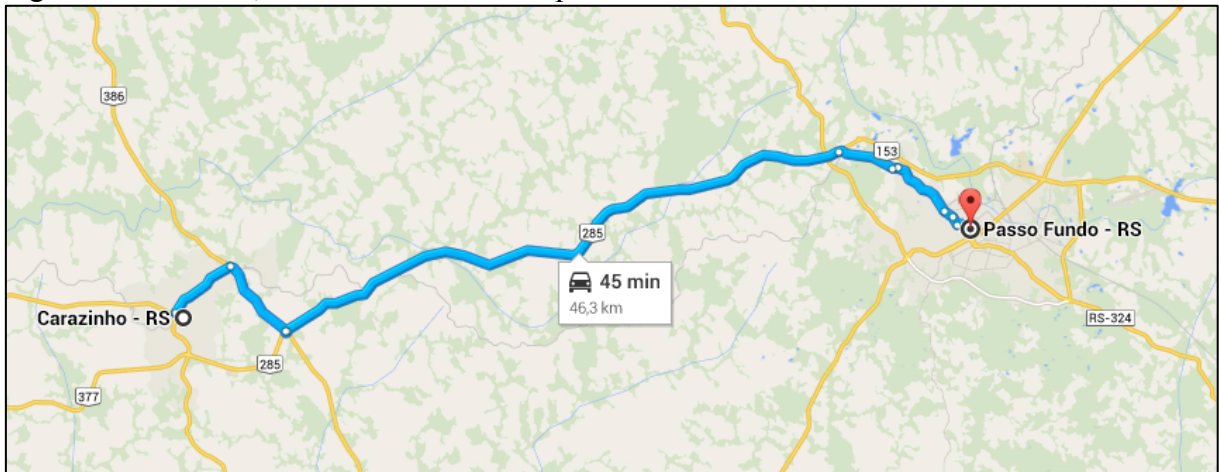 386
153
285
Passo Fundo - RS
45 min
46,3 km
Carazinho - RS
RS-324
285
377